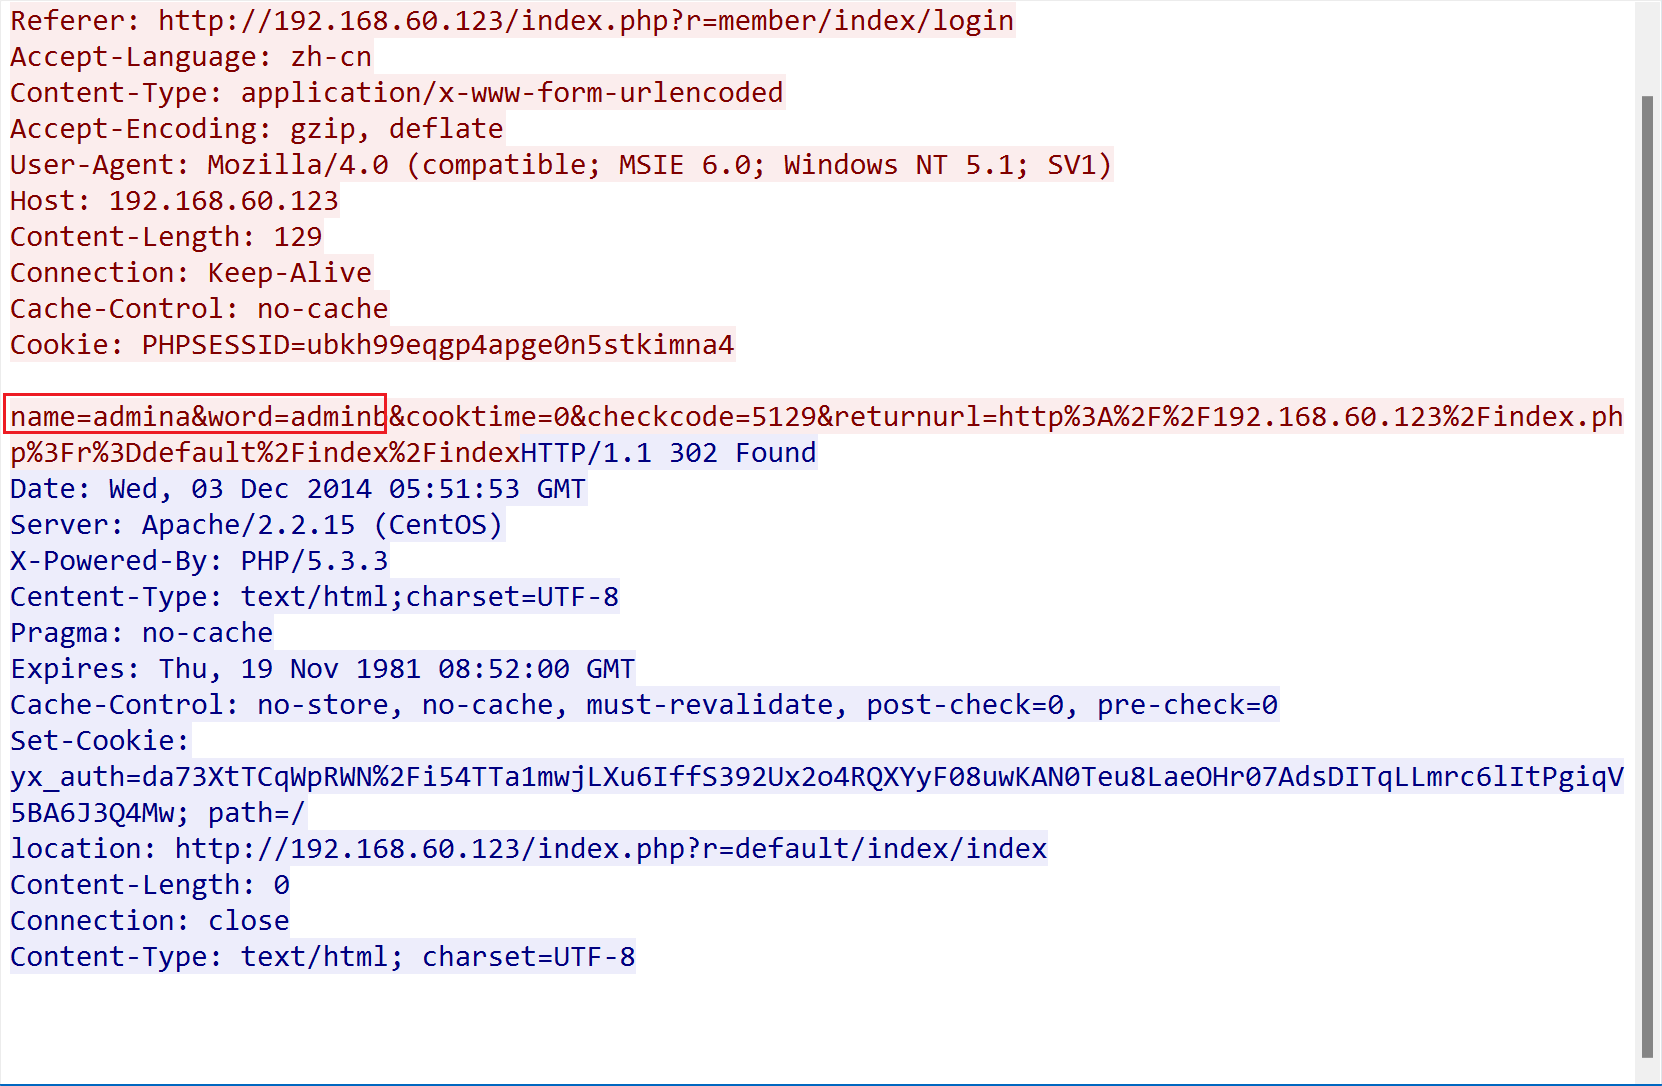 Referer: http://192.168.60.123/index.php?r=member/index/login
Accept-Language: zh-cn
Content-Type: application/x-www-form-urlencoded
Accept-Encoding: gzip, deflate
User-Agent: Mozilla/4.0 (compatible; MSIE 6.0; Windows NT 5.1; SV1)
Host: 192.168.60.123
Content-Length: 129
Connection: Keep-Alive
Cache-Control: no-cache
Cookie: PHPSESSID=ubkh99eqgp4apge0n5stkimna4
name=admina&word=adminb&cooktime=0&checkcode=5129&returnurl=http%3A%2F%2F192.168.60.123%2Findex.ph
p%3Fr%3Ddefault%2Findex%2FindexHTTP/1.1 302 Found
Date: Wed, 03 Dec 2014 05:51:53 GMT
Server: Apache/2.2.15 (CentOS)
X-Powered-By: PHP/5.3.3
Centent-Type: text/html;charset=UTF-8
Pragma: no-cache
Expires: Thu, 19 Nov 1981 08:52:00 GMT
Cache-Control: no-store, no-cache, must-revalidate, post-check=0, pre-check=0
Set-Cookie:
yx_auth=da73XtTCqWpRWN%2Fi54TTa1mwjLXu6IffS392Ux2o4RQXYyF08uwKAN0Teu8LaeOHr07AdsDITqLLmrc6lItPgiqV
5BA6J3Q4Mw; path=/
location: http://192.168.60.123/index.php?r=default/index/index
Content-Length: 0
Connection: close
Content-Type: text/html; charset=UTF-8